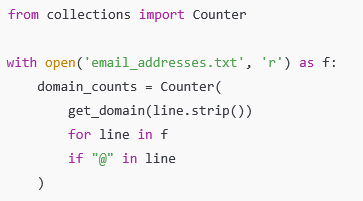 from collections import Counter

with open('email_addresses.txt', 'r') as f:
    domain_counts = Counter(
        get_domain(line.strip())
        for line in f
        if "@" in line
    )